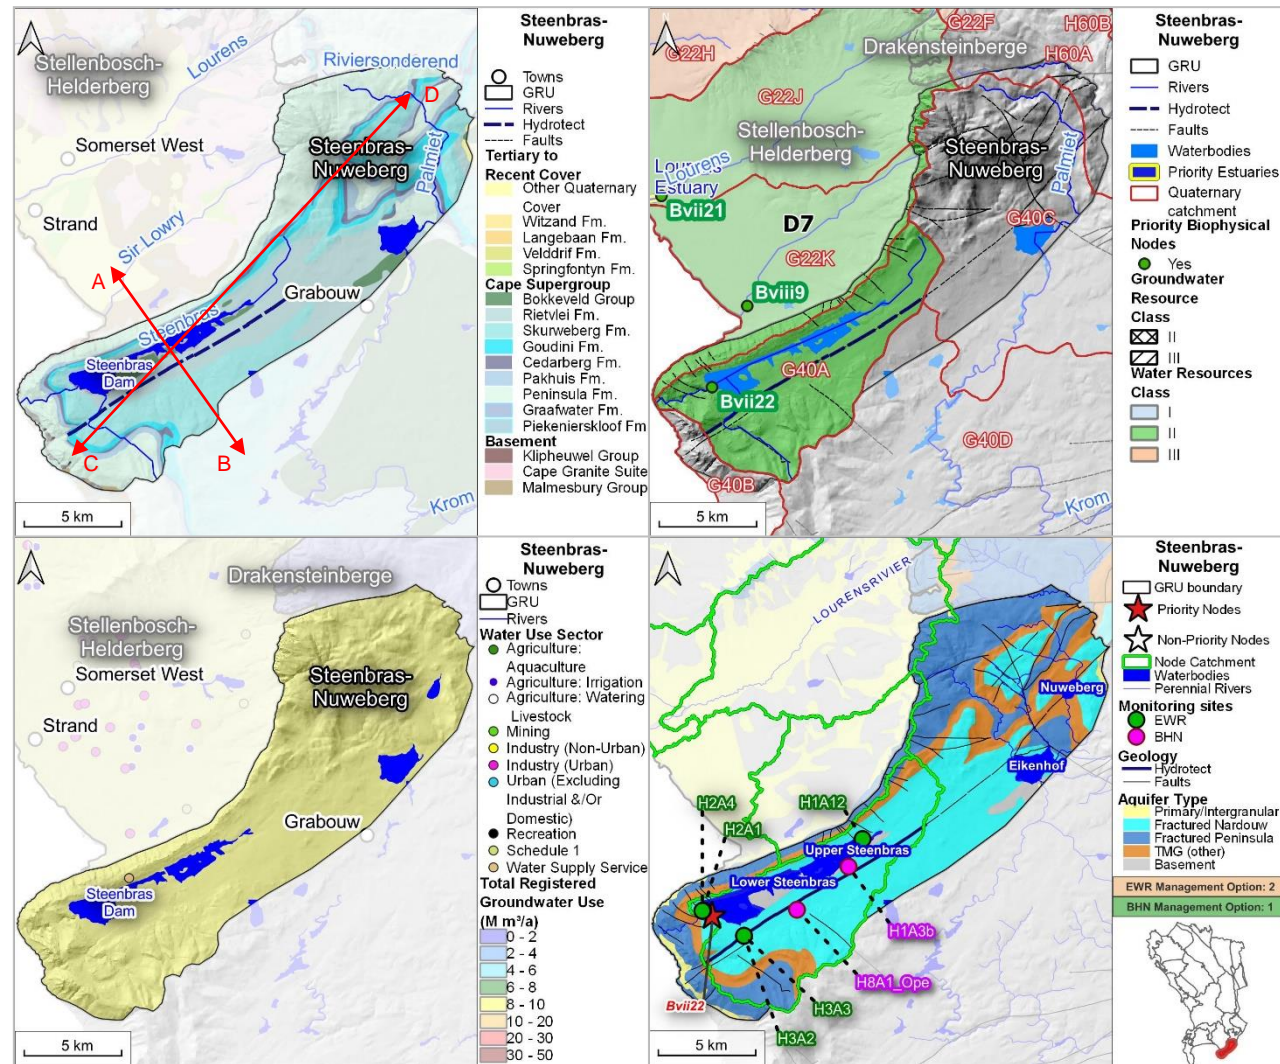 Stellenbosch-
Helderberg
Lourens
Riviersonderend
D
Somerset West
Steenbras-
Nuweberg
Palmiet
Strand
Sir Lowry
A
Grabouw
Steenbras
Steenbras
Dam
C
B
Krom
5 km
Steenbras-
Nuweberg
Towns
GRU
Rivers
Hydrotect
Faults
Tertiary to
Recent Cover
Other Quaternary
Cover
Witzand Fm.
Langebaan Fm.
Velddrif Fm.
Springfontyn Fm.
Cape Supergroup
Bokkeveld Group
Rietvlei Fm.
Skurweberg Fm.
Goudini Fm.
Cedarberg Fm.
Pakhuis Fm.
Peninsula Fm.
Graafwater Fm.
Piekenierskloof Fm
Basement
Klipheuwel Group
Cape Granite Suite
Malmesbury Group
G22F
H60B
Drakensteinberge
G22H
H60A
G22J
Stellenbosch-
Helderberg
Steenbras-
Nuweberg
Lourens
Estuary
Palmiet
Bvii21
D7
G40C
G22K
Bviii9
G40A
Bvii22
G40D
G40B
Krom
5 km
Steenbras-
Nuweberg
GRU
Rivers
Hydrotect
Faults
Waterbodies
Priority Estuaries
Quaternary
catchment
Priority Biophysical
Nodes
Yes
Groundwater
Resource
Class
II
III
Water Resources
Class
I
II
III
Drakensteinberge
Stellenbosch-
Helderberg
Somerset West
Steenbras-
Nuweberg
Strand
Grabouw
Steenbras
Dam
5 km
Steenbras-
Nuweberg
Towns
GRU
Rivers
Water Use Sector
Agriculture:
Aquaculture
Agriculture: Irrigation
Agriculture: Watering
Livestock
Mining
Industry (Non-Urban)
Industry (Urban)
Urban (Excluding
Industrial &/Or
Domestic)
Recreation
Schedule 1
Water Supply Service
Total Registered
Groundwater Use
(M m³/a)
0 - 2
2 - 4
4 - 6
6 - 8
8 - 10
10 - 20
20 - 30
30 - 50
LOURENSRIVIER
Nuweberg
Eikenhof
H2A4
H1A12
H2A1
Upper Steenbras
Lower Steenbras
H1A3b
H8A1_Ope
Bvii22
H3A3
H3A2
5 km
Steenbras-
Nuweberg
GRU boundary
Priority Nodes
Non-Priority Nodes
Node Catchment
Waterbodies
Perennial Rivers
Monitoring sites
EWR
BHN
Geology
Hydrotect
Faults
Aquifer Type
Primary/Intergranular
Fractured Nardouw
Fractured Peninsula
TMG (other)
Basement
EWR Management Option: 2
BHN Management Option: 1